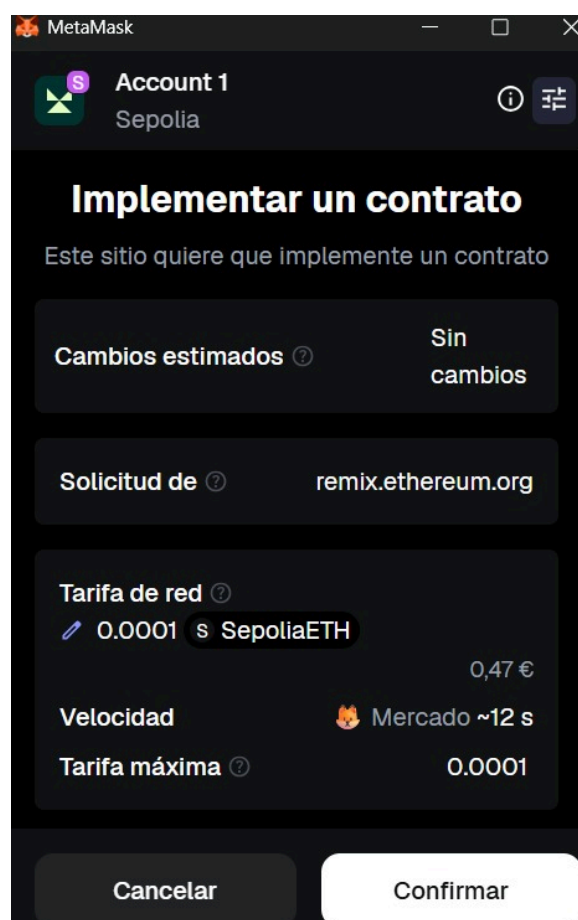 MetaMask
S
Account 1
Sepolia
Implementar un contrato
Este sitio quiere que implemente un contrato
Cambios estimados
Sin
cambios
Solicitud de
remix.ethereum.org
Tarifa de red
0.0001 S SepoliaETH
0,47 €
Velocidad
Mercado ~12 s
Tarifa máxima
0.0001
Cancelar
Confirmar